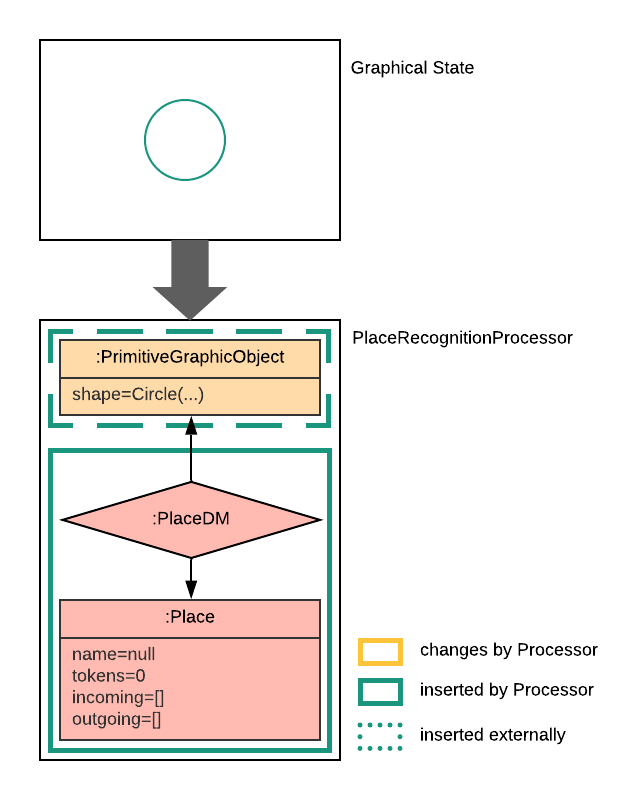 Graphical State
PlaceRecognitionProcessor
:PrimitiveGraphicObject
shape=Circle(...)
:PlaceDM
:Place
name=null
tokens=0
incoming=[]
outgoing=[]
changes by Processor
inserted by Processor
inserted externally